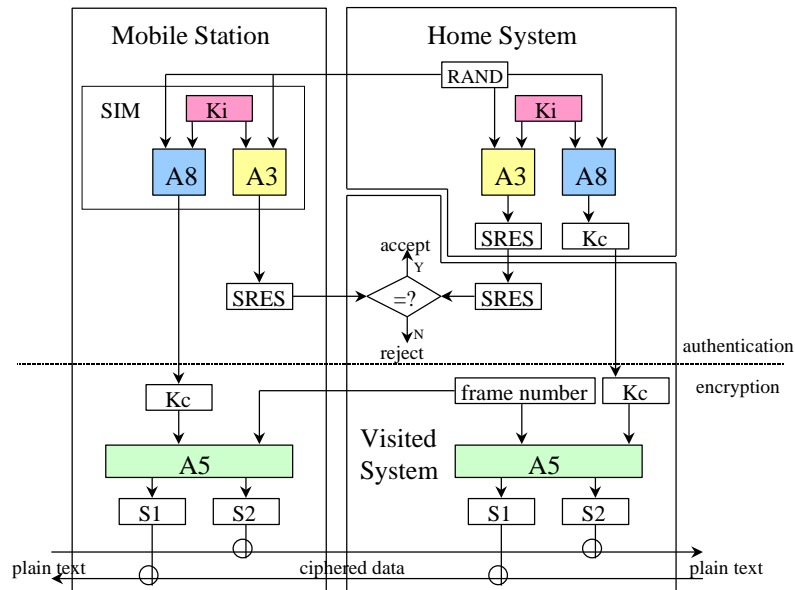 Mobile Station
Home System
RAND
SIM
Ki
Ki
A8
A3
A3
A8
SRES
Kc
accept
Y
SRES
=?
SRES
N
reject
authentication
encryption
Kc
frame number
Kc
Visited
System
A5
A5
S1
S2
S1
S2
plain text
ciphered data
plain text